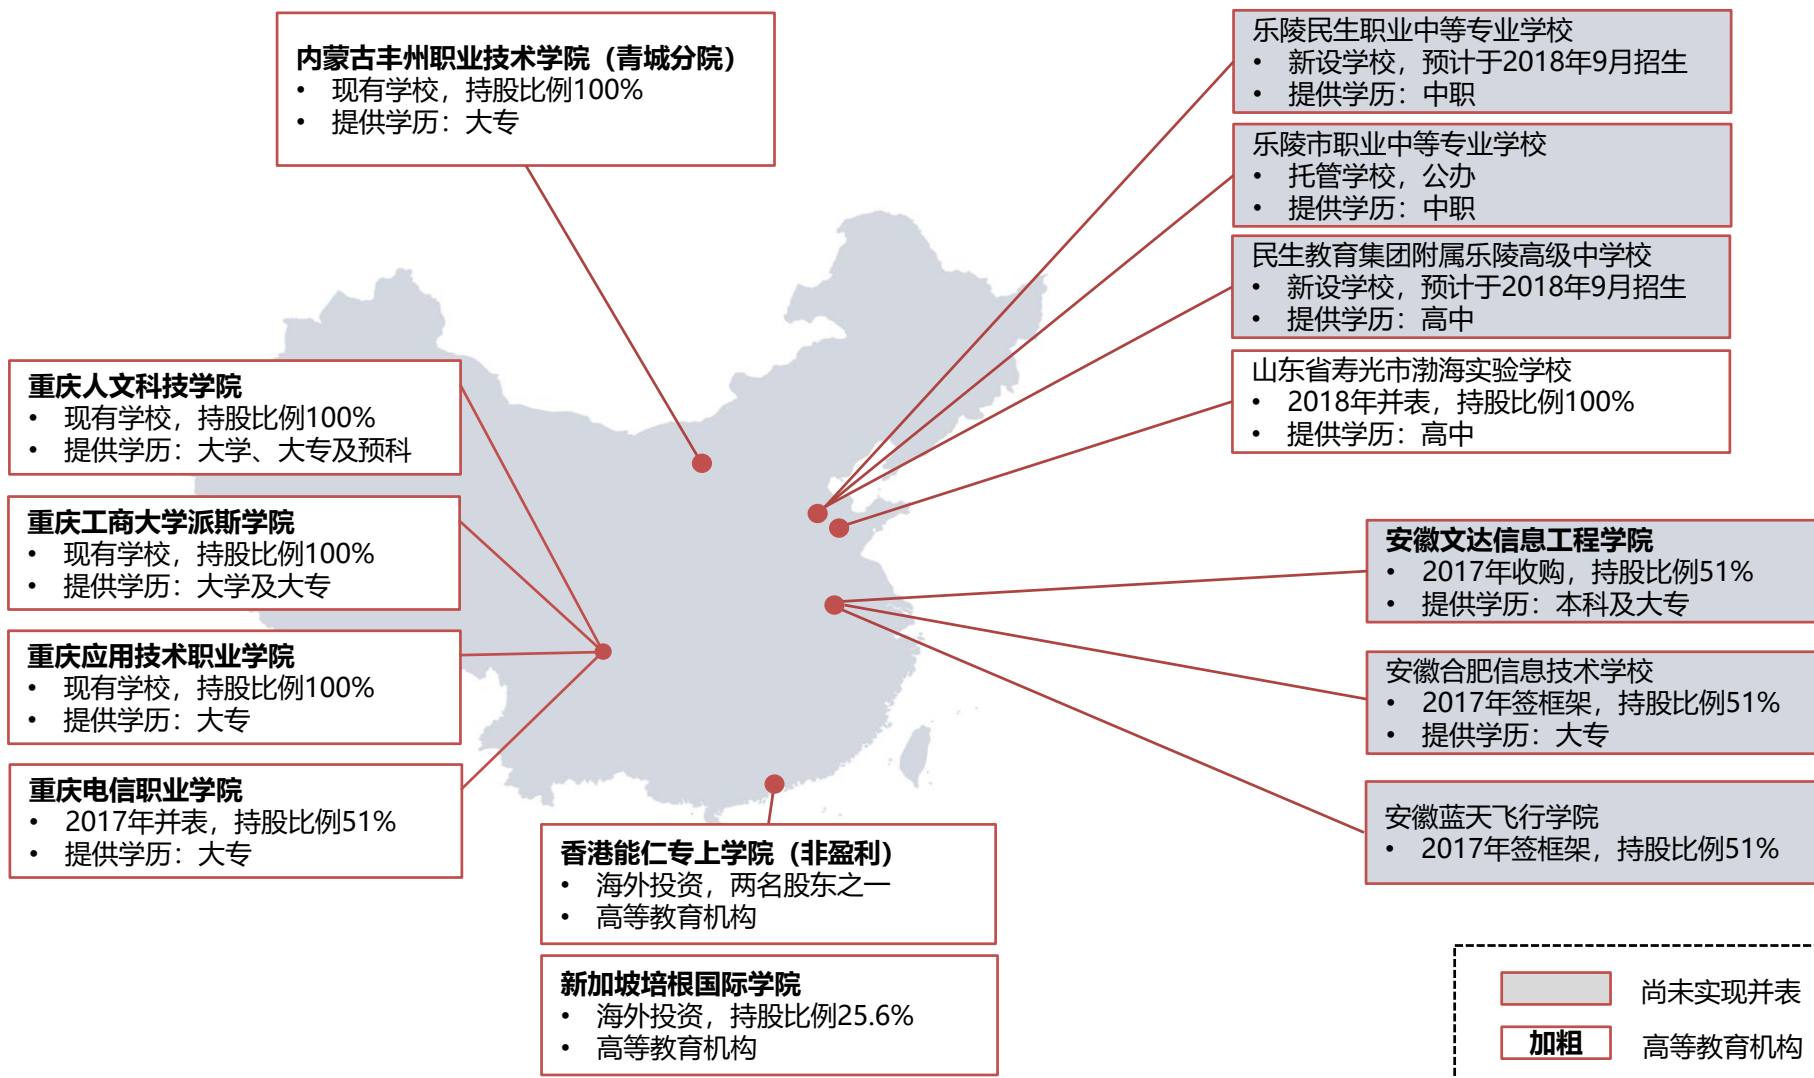 内蒙古丰州职业技术学院（青城分院）
• 现有学校，持股比例100%
• 提供学历：大专
乐陵民生职业中等专业学校
• 新设学校，预计于2018年9月招生
• 提供学历：中职
乐陵市职业中等专业学校
• 托管学校，公办
• 提供学历：中职
民生教育集团附属乐陵高级中学校
• 新设学校，预计于2018年9月招生
• 提供学历：高中
山东省寿光市渤海实验学校
• 2018年并表，持股比例100%
• 提供学历：高中
重庆人文科技学院
• 现有学校，持股比例100%
• 提供学历：大学、大专及预科
重庆工商大学派斯学院
• 现有学校，持股比例100%
• 提供学历：大学及大专
重庆应用技术职业学院
• 现有学校，持股比例100%
• 提供学历：大专
重庆电信职业学院
• 2017年并表，持股比例51%
• 提供学历：大专
安徽文达信息工程学院
• 2017年收购，持股比例51%
• 提供学历：本科及大专
安徽合肥信息技术学校
• 2017年签框架，持股比例51%
• 提供学历：大专
安徽蓝天飞行学院
• 2017年签框架，持股比例51%
香港能仁专上学院（非盈利）
• 海外投资，两名股东之一
• 高等教育机构
新加坡培根国际学院
• 海外投资，持股比例25.6%
• 高等教育机构
尚未实现并表
加粗 高等教育机构